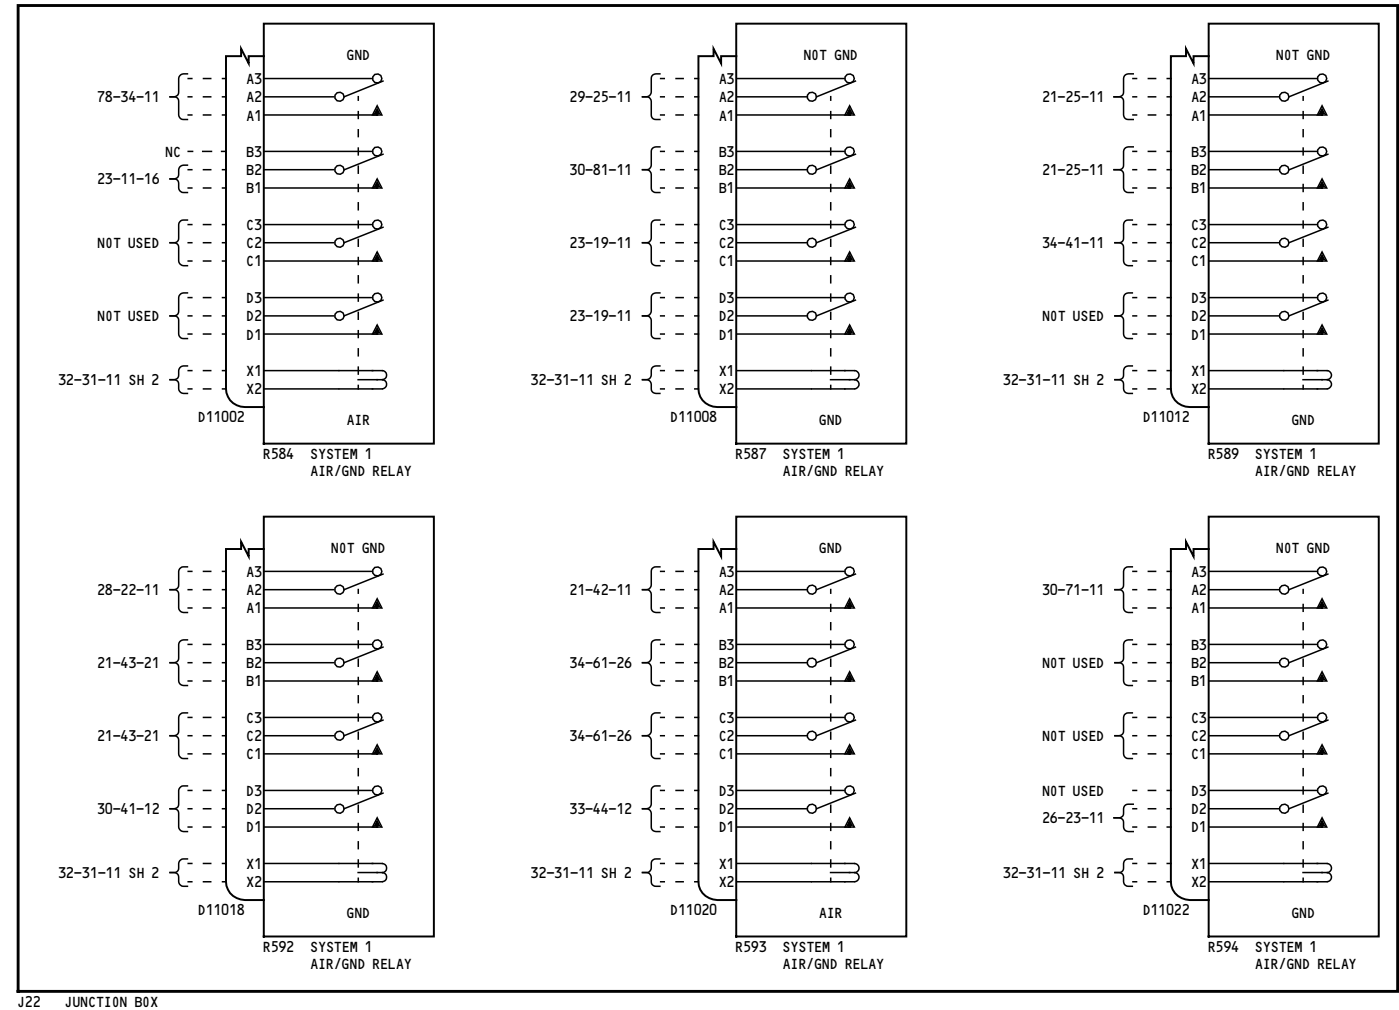 GND
78-34-11
A3
A2
A1
NC
23-11-16
B3
B2
B1
NOT USED
C3
C2
C1
NOT USED
D3
D2
D1
32-31-11 SH 2
X1
X2
D11002
AIR
R584 SYSTEM 1
AIR/GND RELAY
NOT GND
29-25-11
A3
A2
A1
30-81-11
B3
B2
B1
23-19-11
C3
C2
C1
23-19-11
D3
D2
D1
32-31-11 SH 2
X1
X2
D11008
GND
R587 SYSTEM 1
AIR/GND RELAY
NOT GND
21-25-11
A3
A2
A1
21-25-11
B3
B2
B1
34-41-11
C3
C2
C1
NOT USED
D3
D2
D1
32-31-11 SH 2
X1
X2
D11012
GND
R589 SYSTEM 1
AIR/GND RELAY
NOT GND
28-22-11
A3
A2
A1
21-43-21
B3
B2
B1
21-43-21
C3
C2
C1
30-41-12
D3
D2
D1
32-31-11 SH 2
X1
X2
D11018
GND
R592 SYSTEM 1
AIR/GND RELAY
GND
21-42-11
A3
A2
A1
34-61-26
B3
B2
B1
34-61-26
C3
C2
C1
33-44-12
D3
D2
D1
32-31-11 SH 2
X1
X2
D11020
AIR
R593 SYSTEM 1
AIR/GND RELAY
NOT GND
30-71-11
A3
A2
A1
NOT USED
B3
B2
B1
NOT USED
C3
C2
C1
NOT USED
26-23-11
D3
D2
D1
32-31-11 SH 2
X1
X2
D11022
GND
R594 SYSTEM 1
AIR/GND RELAY
J22 JUNCTION BOX